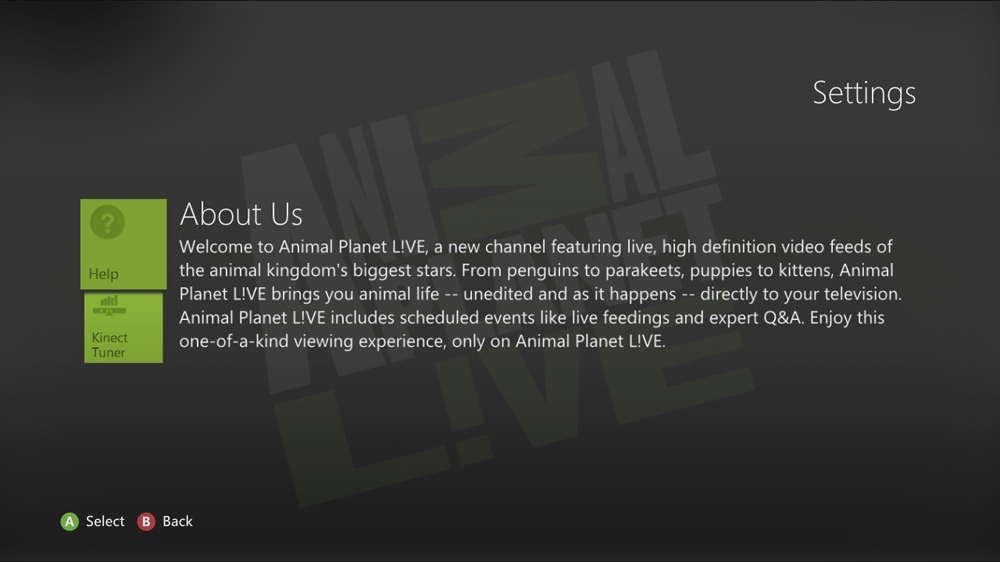 Settings
ANIMAL
PLANET
L!VE
?
Help
Kinect
Tuner
About Us
Welcome to Animal Planet L!VE, a new channel featuring live, high definition video feeds of
the animal kingdom's biggest stars. From penguins to parakeets, puppies to kittens, Animal
Planet L!VE brings you animal life -- unedited and as it happens -- directly to your television.
Animal Planet L!VE includes scheduled events like live feedings and expert Q&A. Enjoy this
one-of-a-kind viewing experience, only on Animal Planet L!VE.
A Select B Back